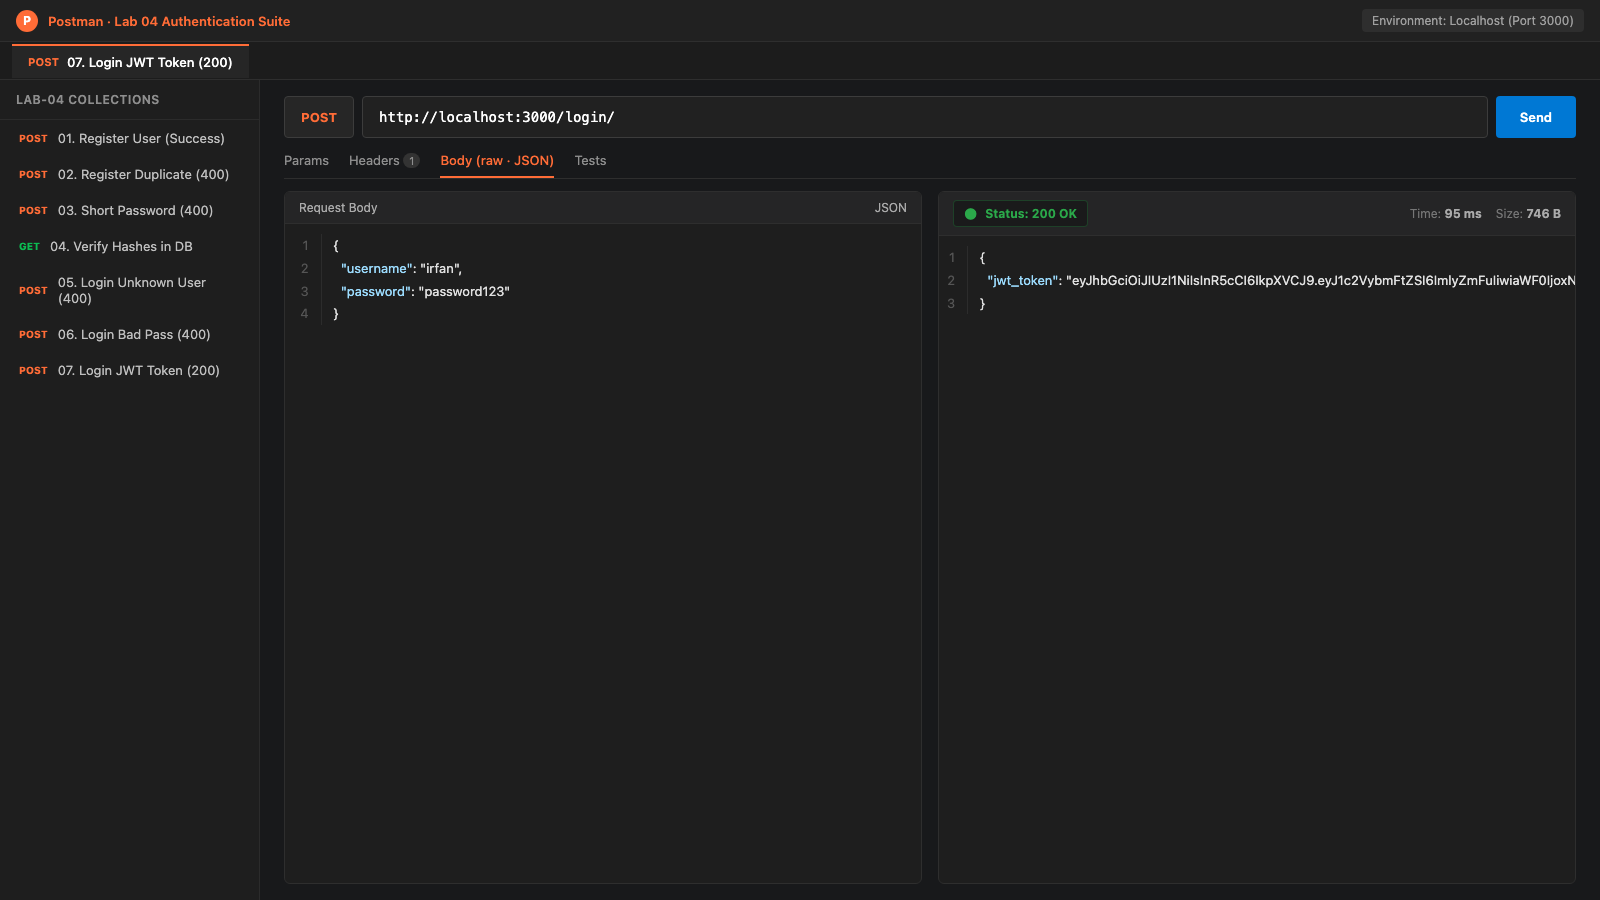 P Postman · Lab 04 Authentication Suite
Environment: Localhost (Port 3000)
POST 07. Login JWT Token (200)
LAB-04 COLLECTIONS
POST 01. Register User (Success)
POST 02. Register Duplicate (400)
POST 03. Short Password (400)
GET 04. Verify Hashes in DB
POST 05. Login Unknown User
(400)
POST 06. Login Bad Pass (400)
POST 07. Login JWT Token (200)
POST http://localhost:3000/login/ Send
Params Headers 1 Body (raw · JSON) Tests
Request Body JSON
1 {
2 "username": "irfan",
3 "password": "password123"
4 }
Status: 200 OK Time: 95 ms Size: 746 B
1 {
2 "jwt_token": "eyJhbGciOiJIUzI1NiIsInR5cCI6IkpXVCJ9.eyJ1c2VybmFtZSI6ImlyZmFuIiwiaWF0IjoxN
3 }